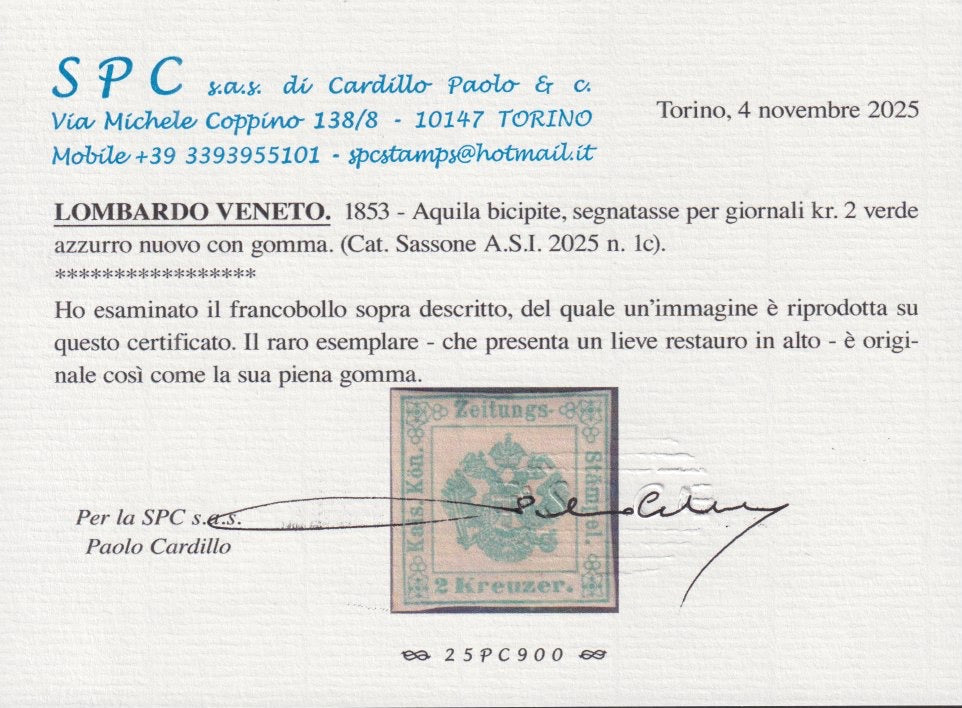 SPC s.a.s. di Cardillo Paolo & c.
Via Michele Coppino 138/8 - 10147 TORINO
Mobile +39 3393955101 - spcstamps@hotmail.it
Torino, 4 novembre 2025
LOMBARDO VENETO. 1853 - Aquila bicipite, segnatasse per giornali kr. 2 verde
azzurro nuovo con gomma. (Cat. Sassone A.S.I. 2025 n. 1c).
*****************
Ho esaminato il francobollo sopra descritto, del quale un'immagine è riprodotta su
questo certificato. Il raro esemplare - che presenta un lieve restauro in alto - è origi-
nale così come la sua piena gomma.
Zeitungs-
Kais. Kön.
Stämpel.
2 Kreuzer.
Per la SPC s.a.s.
Paolo Cardillo
25PC900